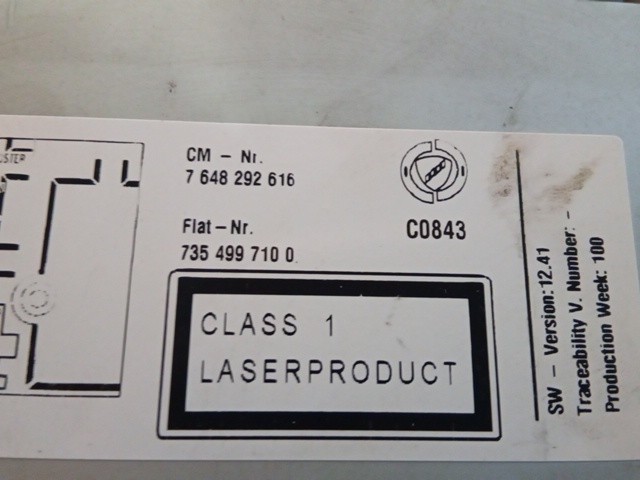 CM - Nr.
7 648 292 616
Fiat-Nr.
735 499 710 0
C0843
CLASS 1
LASERPRODUCT
SW - Version: 12.41
Traceability V. Number: -
Production Week: 100